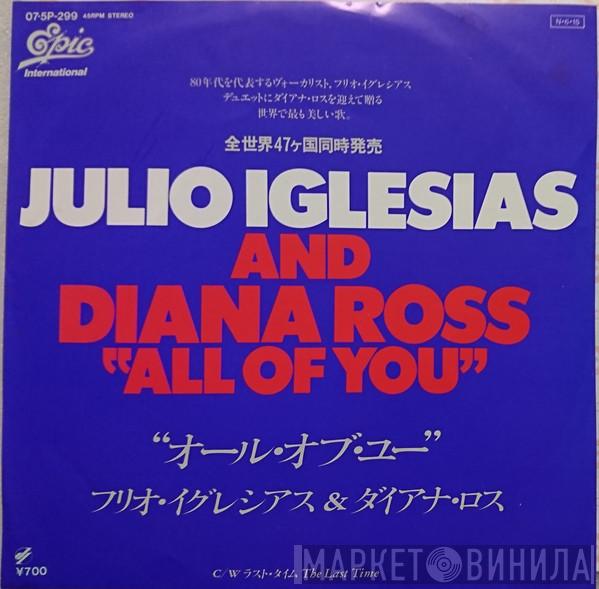 07·5P-299 45RPM STEREO
N·6·15
Epic
International
80年代を代表するヴォーカリスト, フリオ・イグレシアス
デュエットにダイアナ・ロスを迎えて贈る
世界で最も美しい歌。
全世界47ヶ国同時発売
JULIO IGLESIAS
AND
DIANA ROSS
“ALL OF YOU”
“オール・オブ・ユー”
フリオ・イグレシアス & ダイアナ・ロス
¥700
C/W ラスト・タイム The Last Time
МАРКЕТ ВИНИЛА